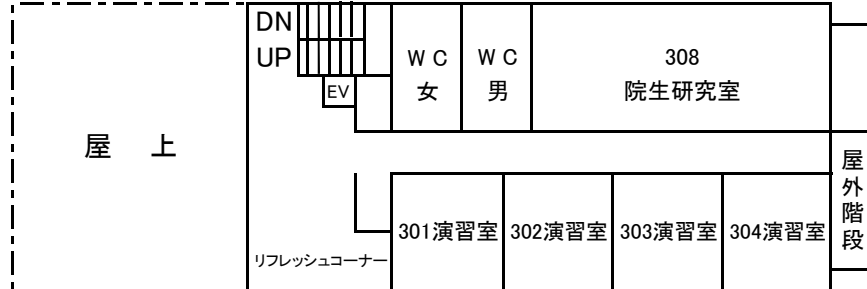 DN
UP
EV
ＷＣ
女
ＷＣ
男
308
院生研究室
屋　上
屋外階段
301演習室
302演習室
303演習室
304演習室
リフレッシュコーナー